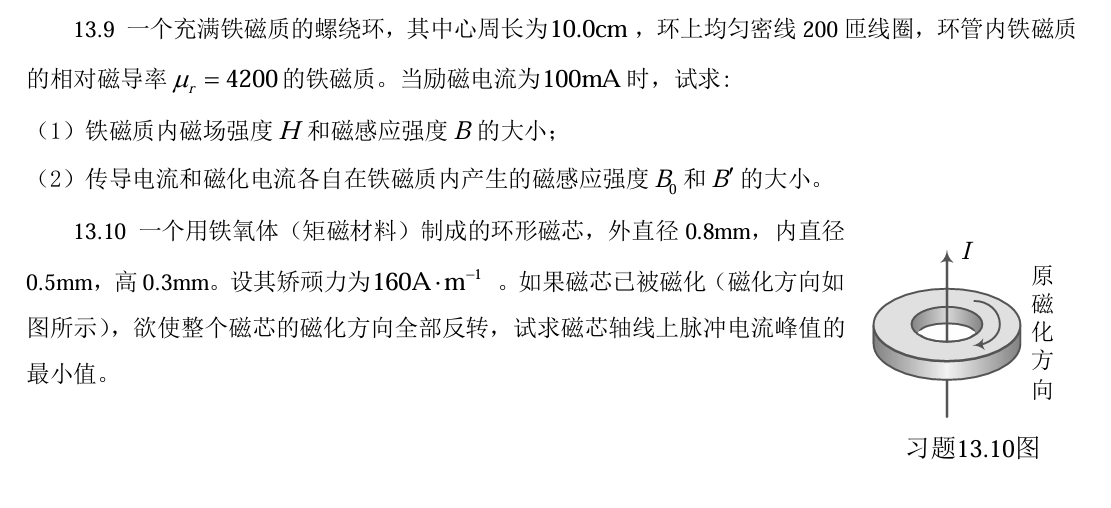 13.9 一个充满铁磁质的螺绕环，其中心周长为10.0cm，环上均匀密线 200 匝线圈，环管内铁磁质
的相对磁导率 μr = 4200 的铁磁质。当励磁电流为100mA 时，试求:
（1）铁磁质内磁场强度 H 和磁感应强度 B 的大小；
（2）传导电流和磁化电流各自在铁磁质内产生的磁感应强度 B0 和 B′ 的大小。
13.10 一个用铁氧体（矩磁材料）制成的环形磁芯，外直径 0.8mm，内直径
0.5mm，高 0.3mm。设其矫顽力为160A·m⁻¹ 。如果磁芯已被磁化（磁化方向如
图所示），欲使整个磁芯的磁化方向全部反转，试求磁芯轴线上脉冲电流峰值的
最小值。
I
原
磁
化
方
向
习题13.10图